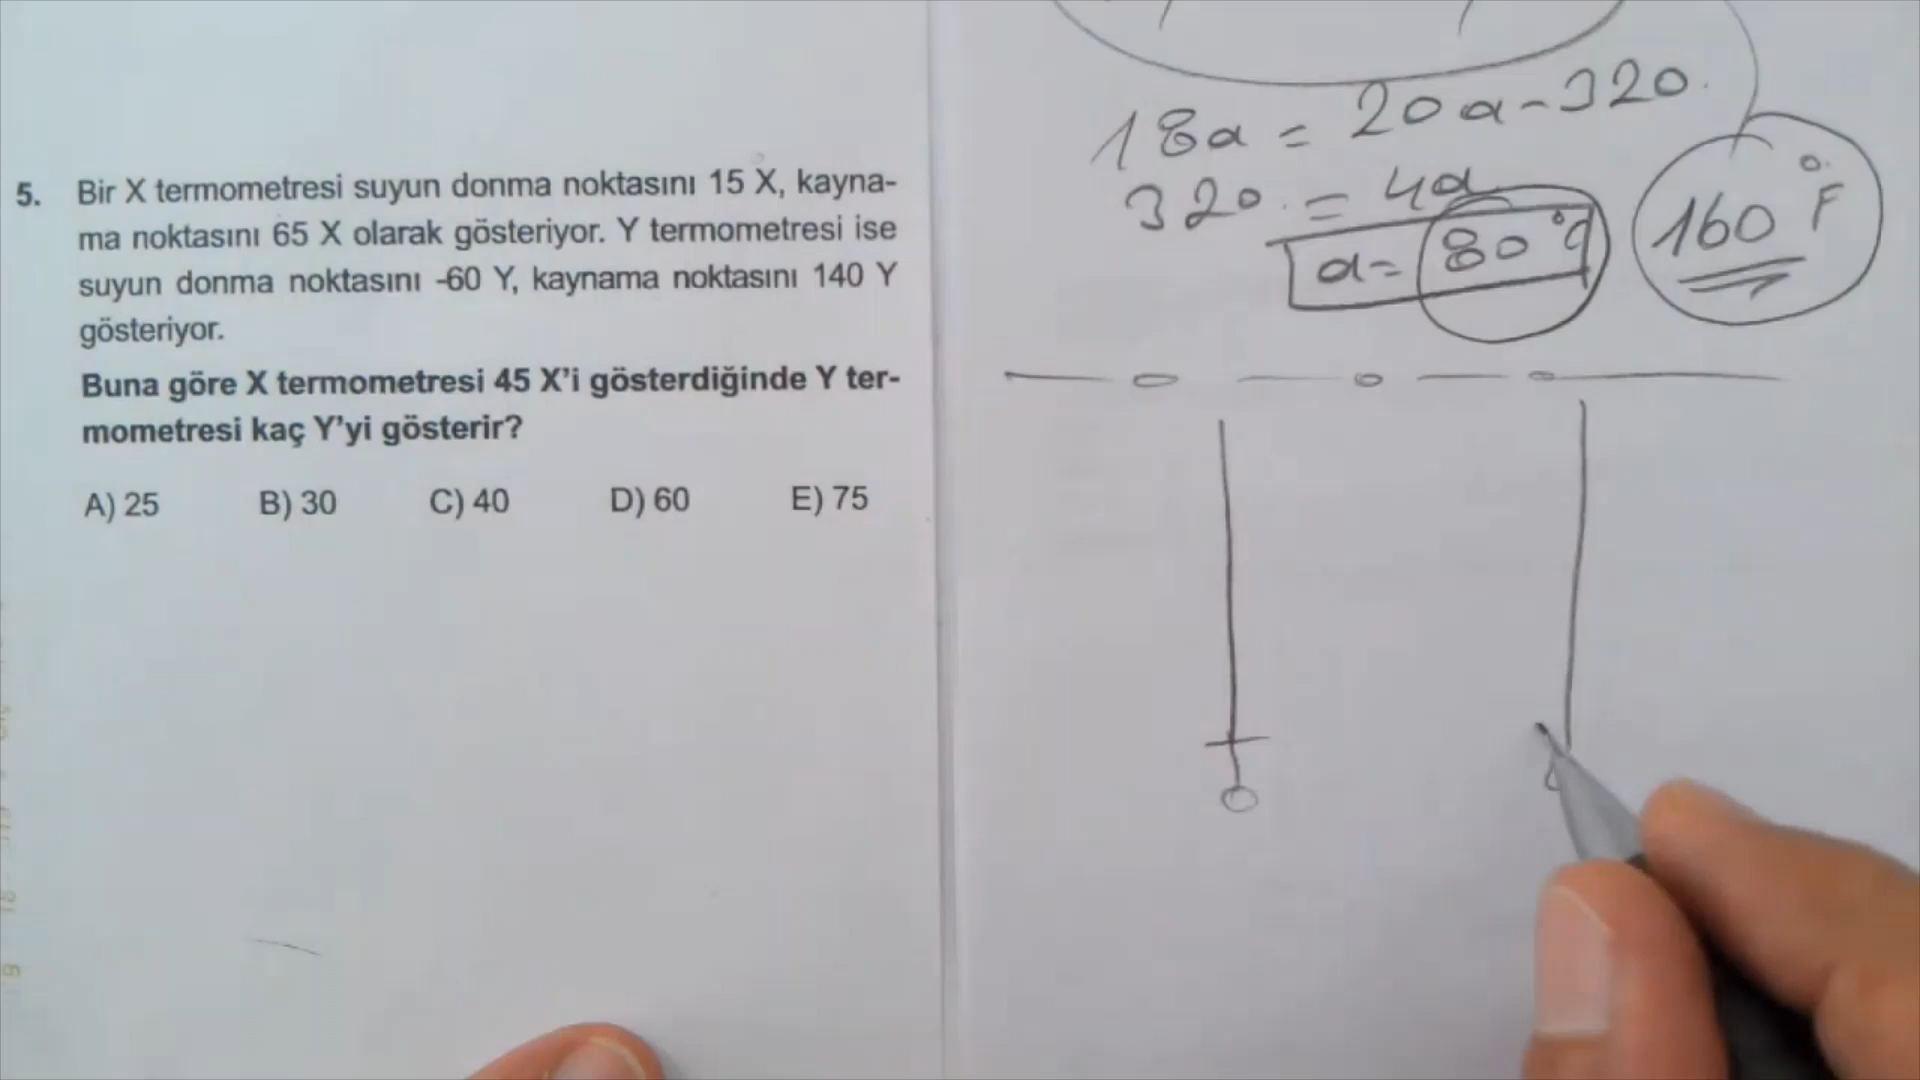 5. Bir X termometresi suyun donma noktasını 15 X, kayna-
ma noktasını 65 X olarak gösteriyor. Y termometresi ise
suyun donma noktasını -60 Y, kaynama noktasını 140 Y
gösteriyor.
Buna göre X termometresi 45 X'i gösterdiğinde Y ter-
mometresi kaç Y'yi gösterir?
A) 25 B) 30 C) 40 D) 60 E) 75
18a = 20a - 320
320 = 4a
a = 80
160 °F